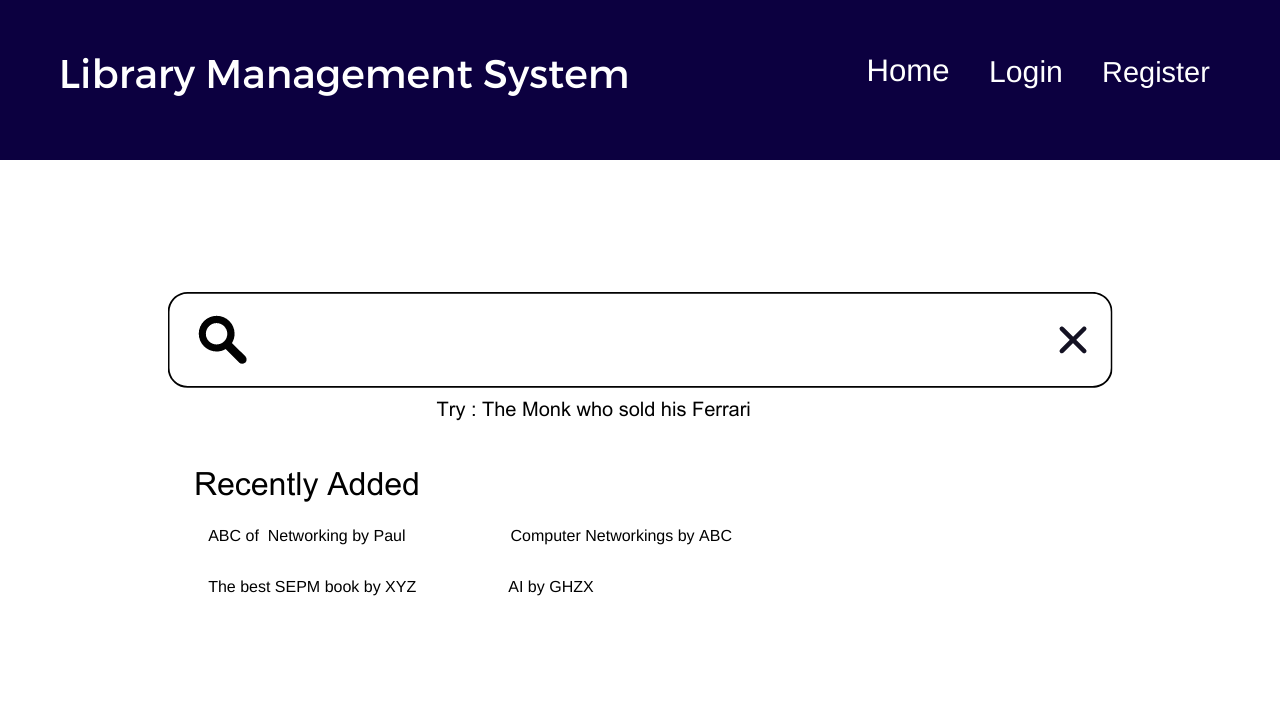 Library Management System
Home Login Register
Try : The Monk who sold his Ferrari
Recently Added
ABC of  Networking by Paul
Computer Networkings by ABC
The best SEPM book by XYZ
AI by GHZX